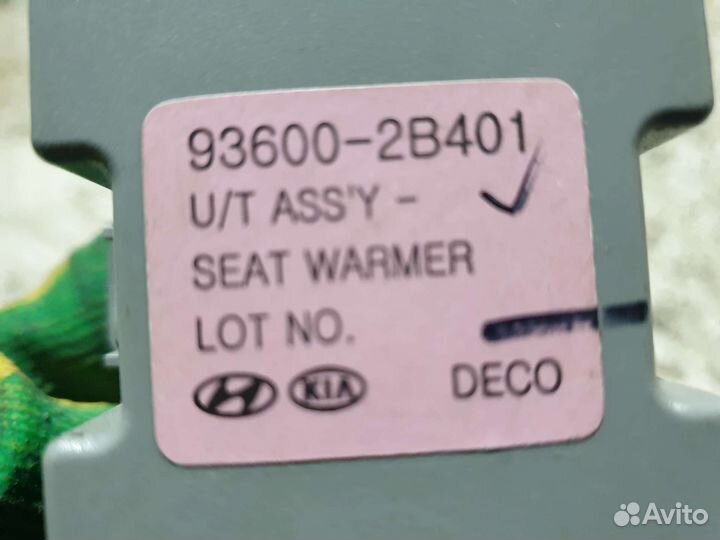 93600-2B401
U/T ASS'Y -
SEAT WARMER
LOT NO.
KIA DECO
Avito